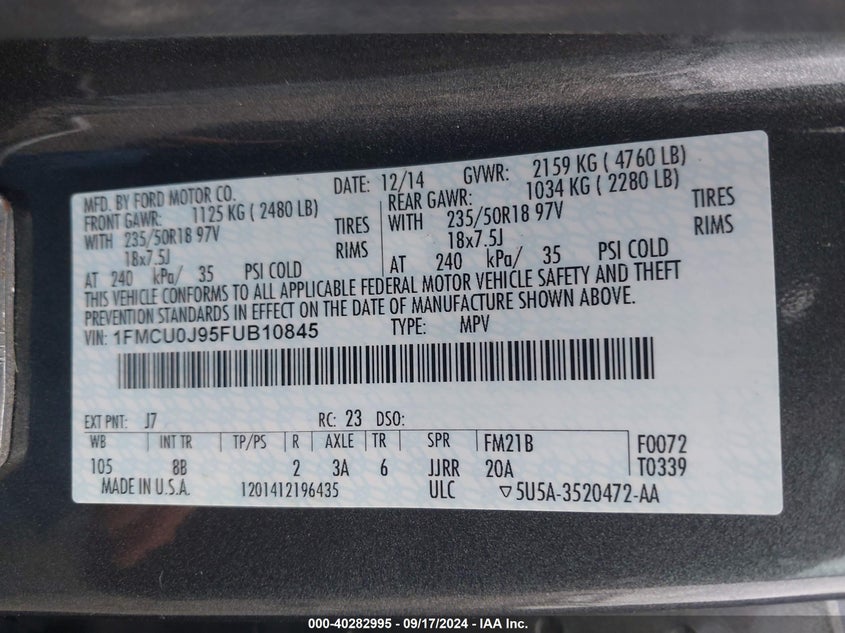 MFD. BY FORD MOTOR CO.
DATE: 12/14 GVWR: 2159 KG ( 4760 LB)
FRONT GAWR: 1125 KG ( 2480 LB)
WITH 235/50R18 97V TIRES
18x7.5J RIMS
AT 240 kPa/ 35 PSI COLD
REAR GAWR: 1034 KG ( 2280 LB)
WITH 235/50R18 97V TIRES
18x7.5J RIMS
AT 240 kPa/ 35 PSI COLD
THIS VEHICLE CONFORMS TO ALL APPLICABLE FEDERAL MOTOR VEHICLE SAFETY AND THEFT
PREVENTION STANDARDS IN EFFECT ON THE DATE OF MANUFACTURE SHOWN ABOVE.
VIN: 1FMCU0J95FUB10845 TYPE: MPV
EXT PNT: J7 RC: 23 DSO:
WB INT TR TP/PS R AXLE TR SPR FM21B F0072
105 8B 2 3A 6 JJRR 20A T0339
MADE IN U.S.A. 1201412196435 ULC ▽5U5A-3520472-AA
000-40282995 - 09/17/2024 - IAA Inc.